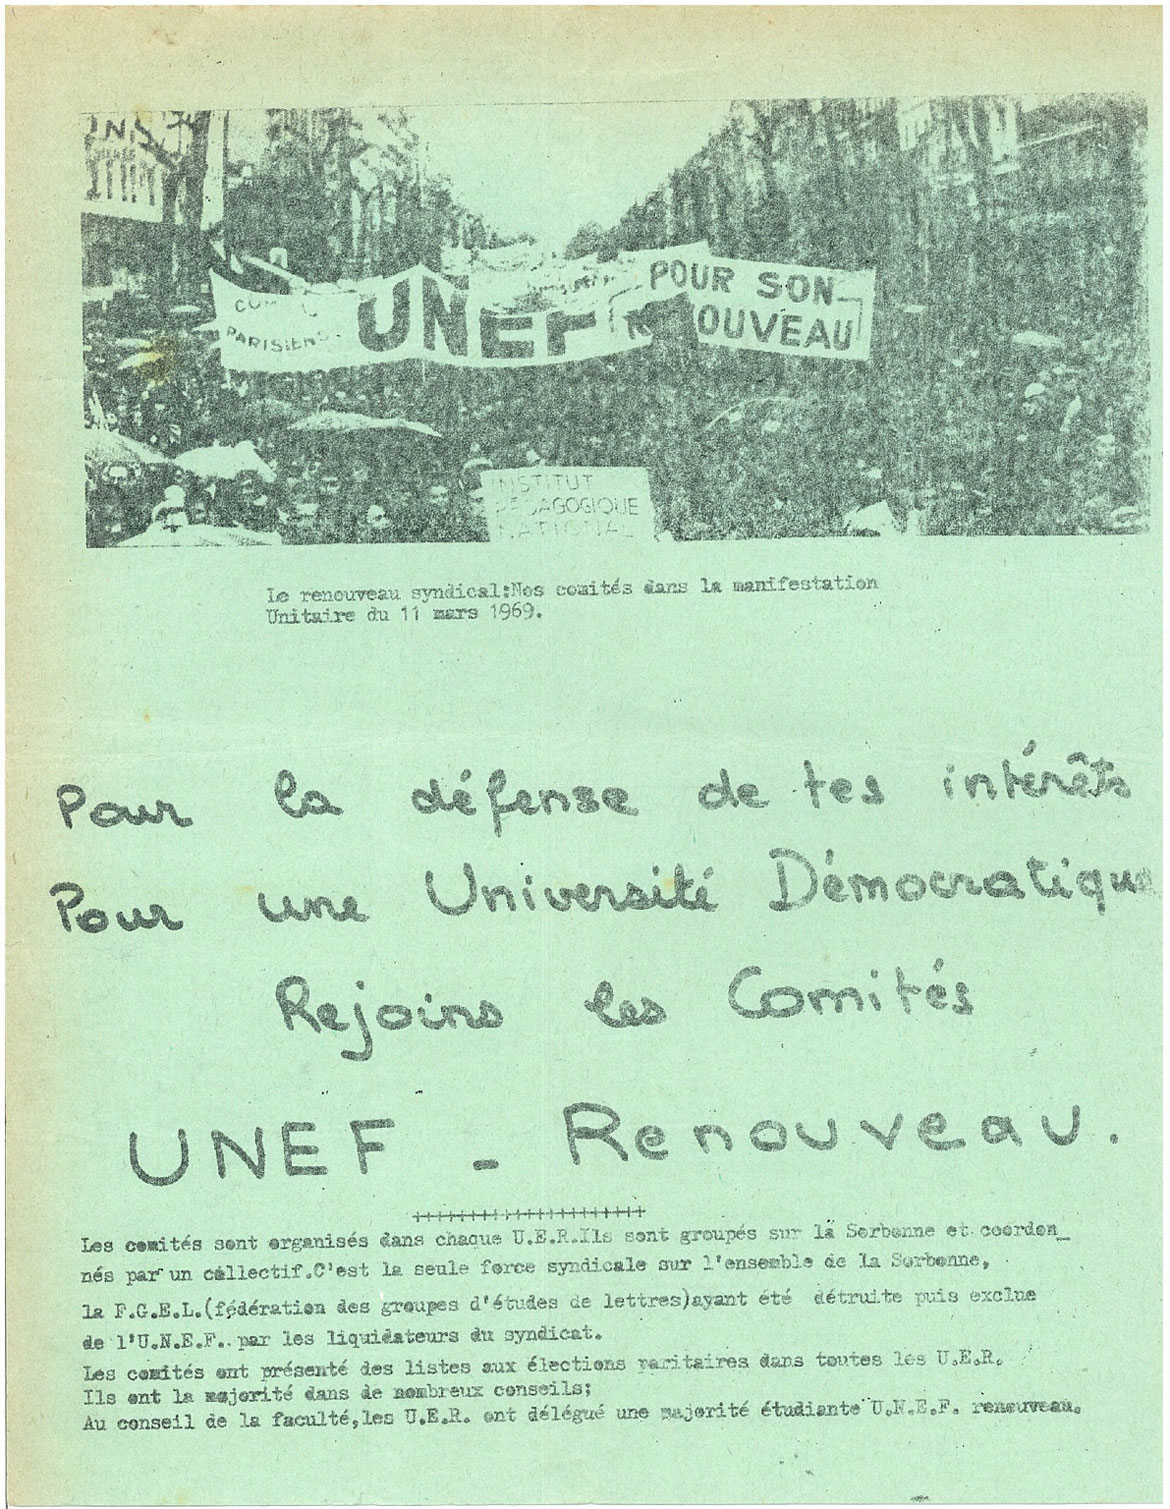 INS
COM
PARISIENS
UNEF
POUR SON
OUVEAU
INSTITUT
PEDAGOGIQUE
NATIONAL
Le renouveau syndical:Nos comités dans la manifestation
Unitaire du 11 mars 1969.
Pour la défense de tes intérêts
Pour une Université Démocratique
Rejoins les Comités
UNEF - Renouveau.
++++++++++++++++++++
Les comités sont organisés dans chaque U.E.R.Ils sont groupés sur la Sorbonne et coordon_
nés par un collectif.C'est la seule force syndicale sur l'ensemble de la Sorbonne,
la F.G.E.L.(fédération des groupes d'études de lettres)ayant été détruite puis exclue
de l'U.N.E.F. par les liquidateurs du syndicat.
Les comités ont présenté des listes aux élections paritaires dans toutes les U.E.R.
Ils ont la majorité dans de nombreux conseils;
Au conseil de la faculté,les U.E.R. ont délégué une majorité étudiante U.N.E.F. renouveau.